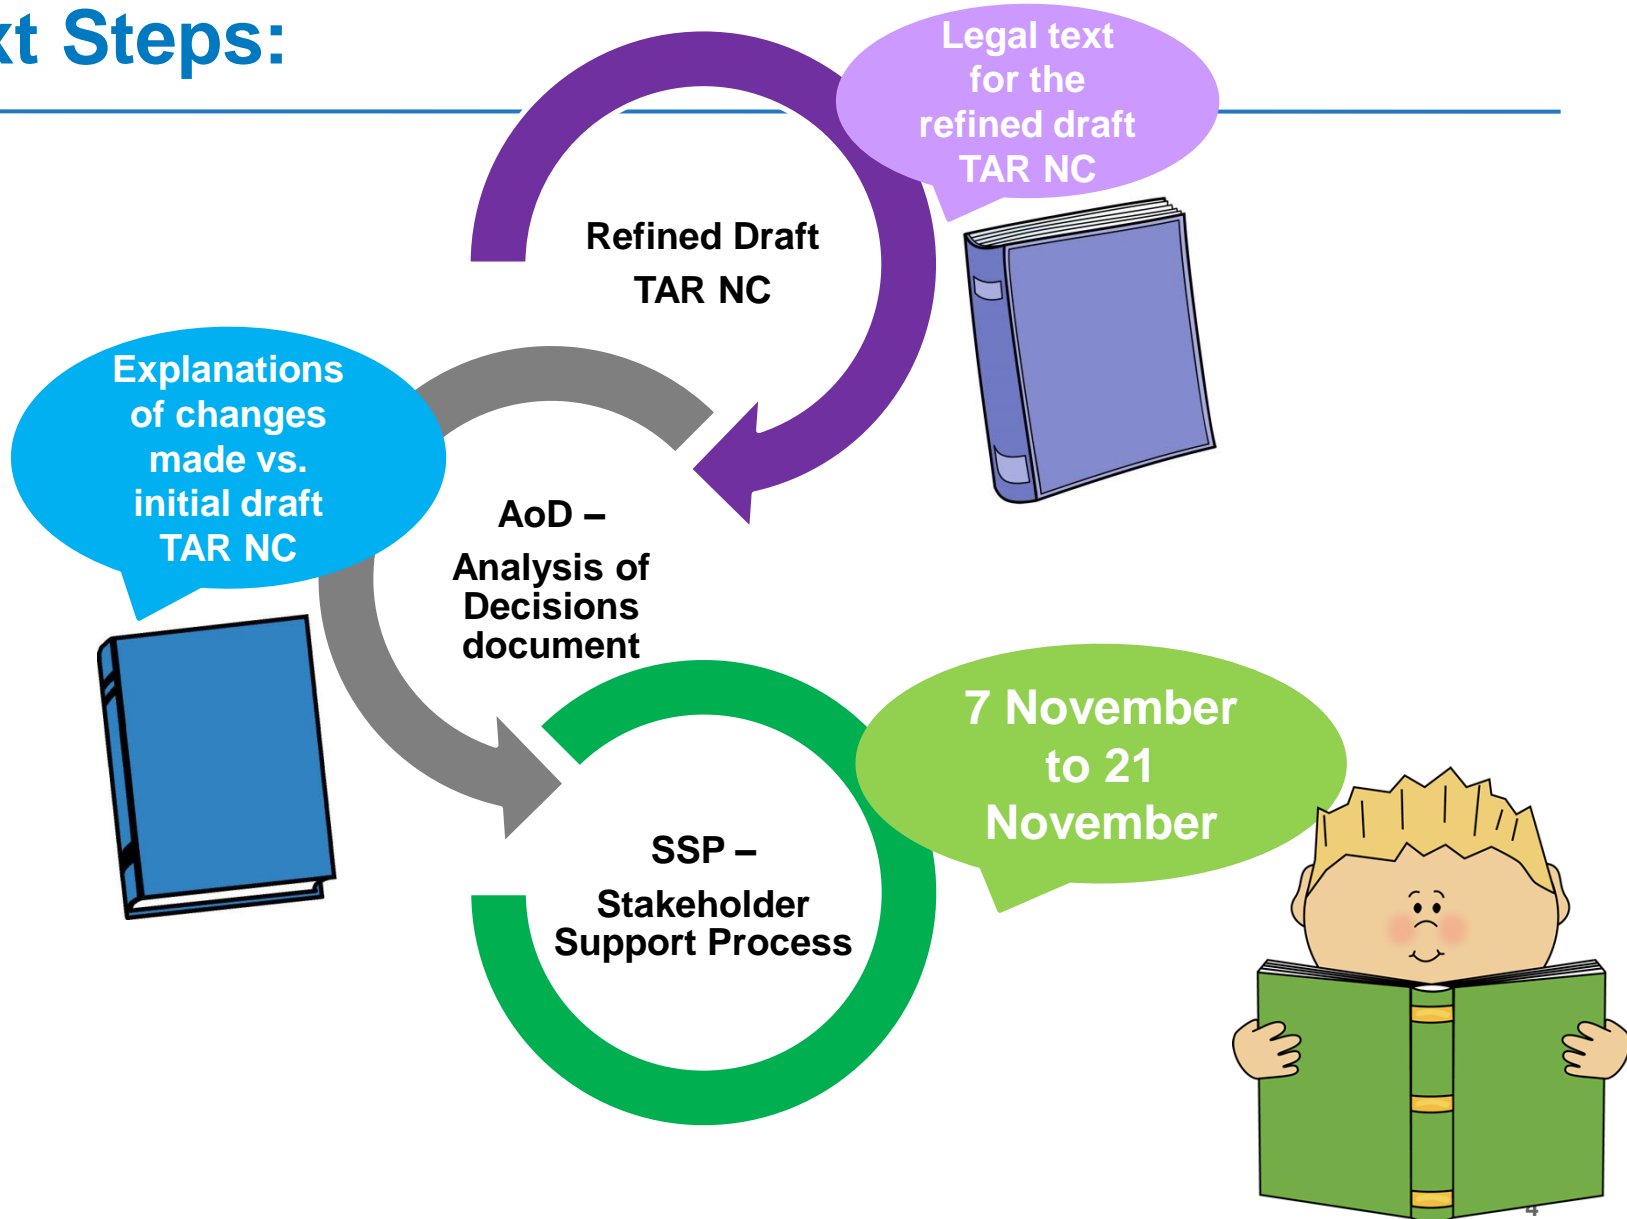 xt Steps:
Legal text
for the
refined draft
TAR NC
Refined Draft
TAR NC
Explanations
of changes
made vs.
initial draft
TAR NC
AoD –
Analysis of
Decisions
document
7 November
to 21
November
SSP –
Stakeholder
Support Process
4